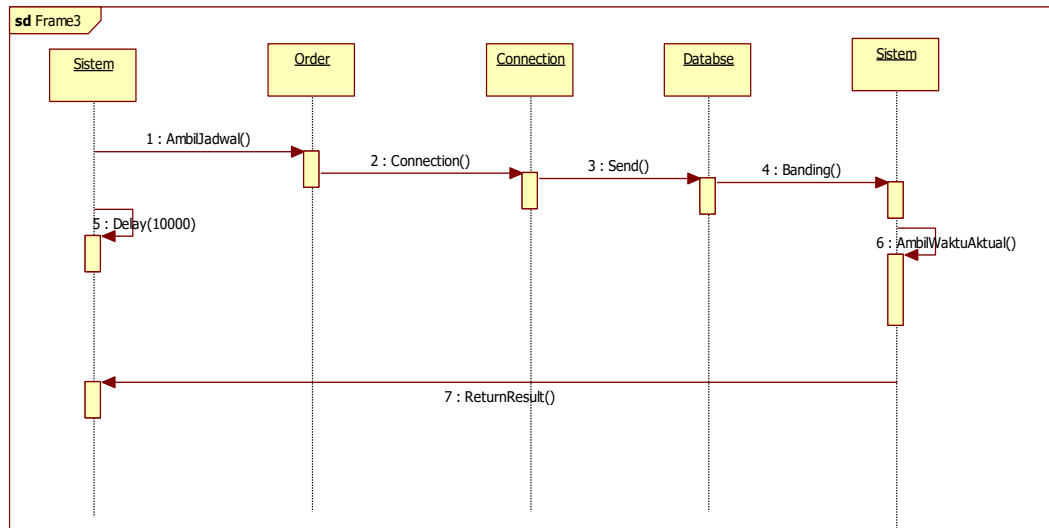 sd Frame3
Sistem
Order
Connection
Databse
Sistem
1 : AmbilJadwal()
2 : Connection()
3 : Send()
4 : Banding()
5 : Delay(10000)
6 : AmbilWaktuAktual()
7 : ReturnResult()